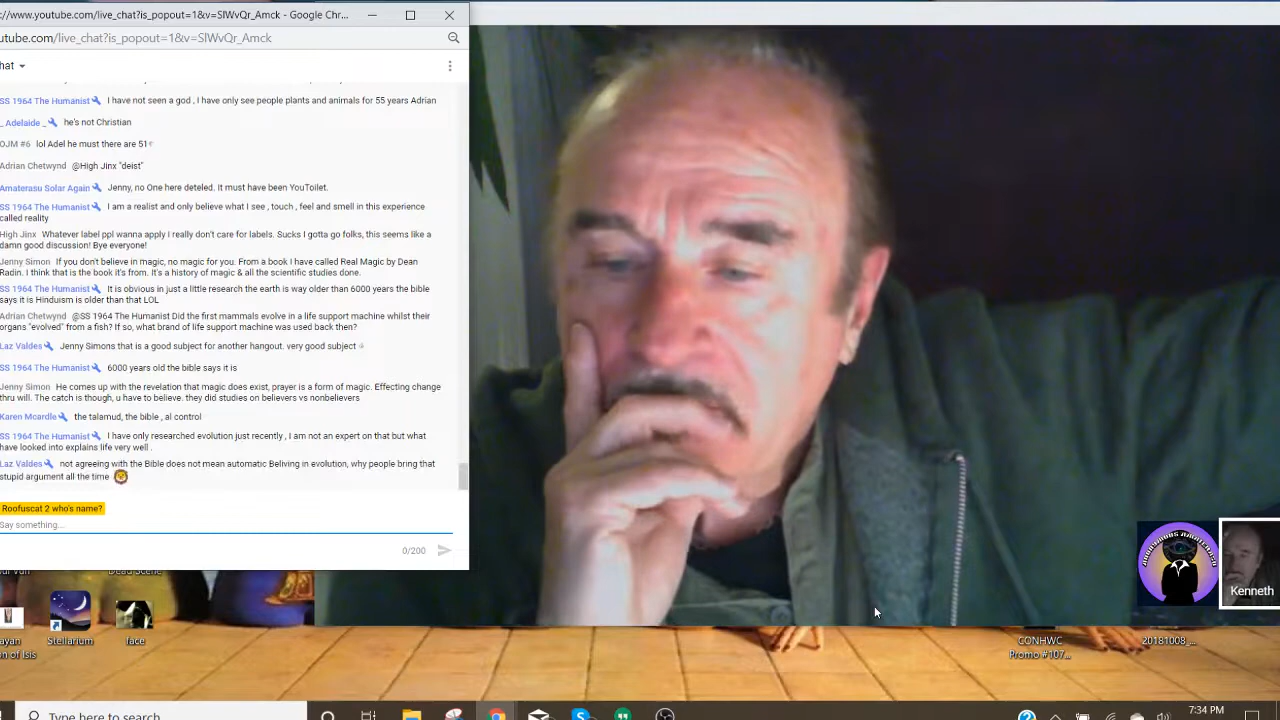 ://www.youtube.com/live_chat?is_popout=1&v=SlWvQr_Amck - Google Chr...
utube.com/live_chat?is_popout=1&v=SlWvQr_Amck
hat
SS 1964 The Humanist I have not seen a god , I have only see people plants and animals for 55 years Adrian
_ Adelaide _ he's not Christian
OJM #6 lol Adel he must there are 51
Adrian Chetwynd @High Jinx "deist"
Amaterasu Solar Again Jenny, no One here deteled. It must have been YouToilet.
SS 1964 The Humanist I am a realist and only believe what I see , touch , feel and smell in this experience
called reality
High Jinx Whatever label ppl wanna apply I really don't care for labels. Sucks I gotta go folks, this seems like a
damn good discussion! Bye everyone!
Jenny Simon If you don't believe in magic, no magic for you. From a book I have called Real Magic by Dean
Radin. I think that is the book it's from. It's a history of magic & all the scientific studies done.
SS 1964 The Humanist It is obvious in just a little research the earth is way older than 6000 years the bible
says it is Hinduism is older than that LOL
Adrian Chetwynd @SS 1964 The Humanist Did the first mammals evolve in a life support machine whilst their
organs "evolved" from a fish? If so, what brand of life support machine was used back then?
Laz Valdes Jenny Simons that is a good subject for another hangout. very good subject
SS 1964 The Humanist 6000 years old the bible says it is
Jenny Simon He comes up with the revelation that magic does exist, prayer is a form of magic. Effecting change
thru will. The catch is though, u have to believe. they did studies on believers vs nonbelievers
Karen Mcardle the talamud, the bible , al control
SS 1964 The Humanist I have only researched evolution just recently , I am not an expert on that but what
have looked into explains life very well .
Laz Valdes not agreeing with the Bible does not mean automatic Beliving in evolution, why people bring that
stupid argument all the time
Roofuscat 2 who's name?
Say something...
0/200
Dead Scene
Kenneth
ayan
on of Isis
Stellarium
face
CONHWC
Promo #107...
20181008_...
Type here to search
7:34 PM